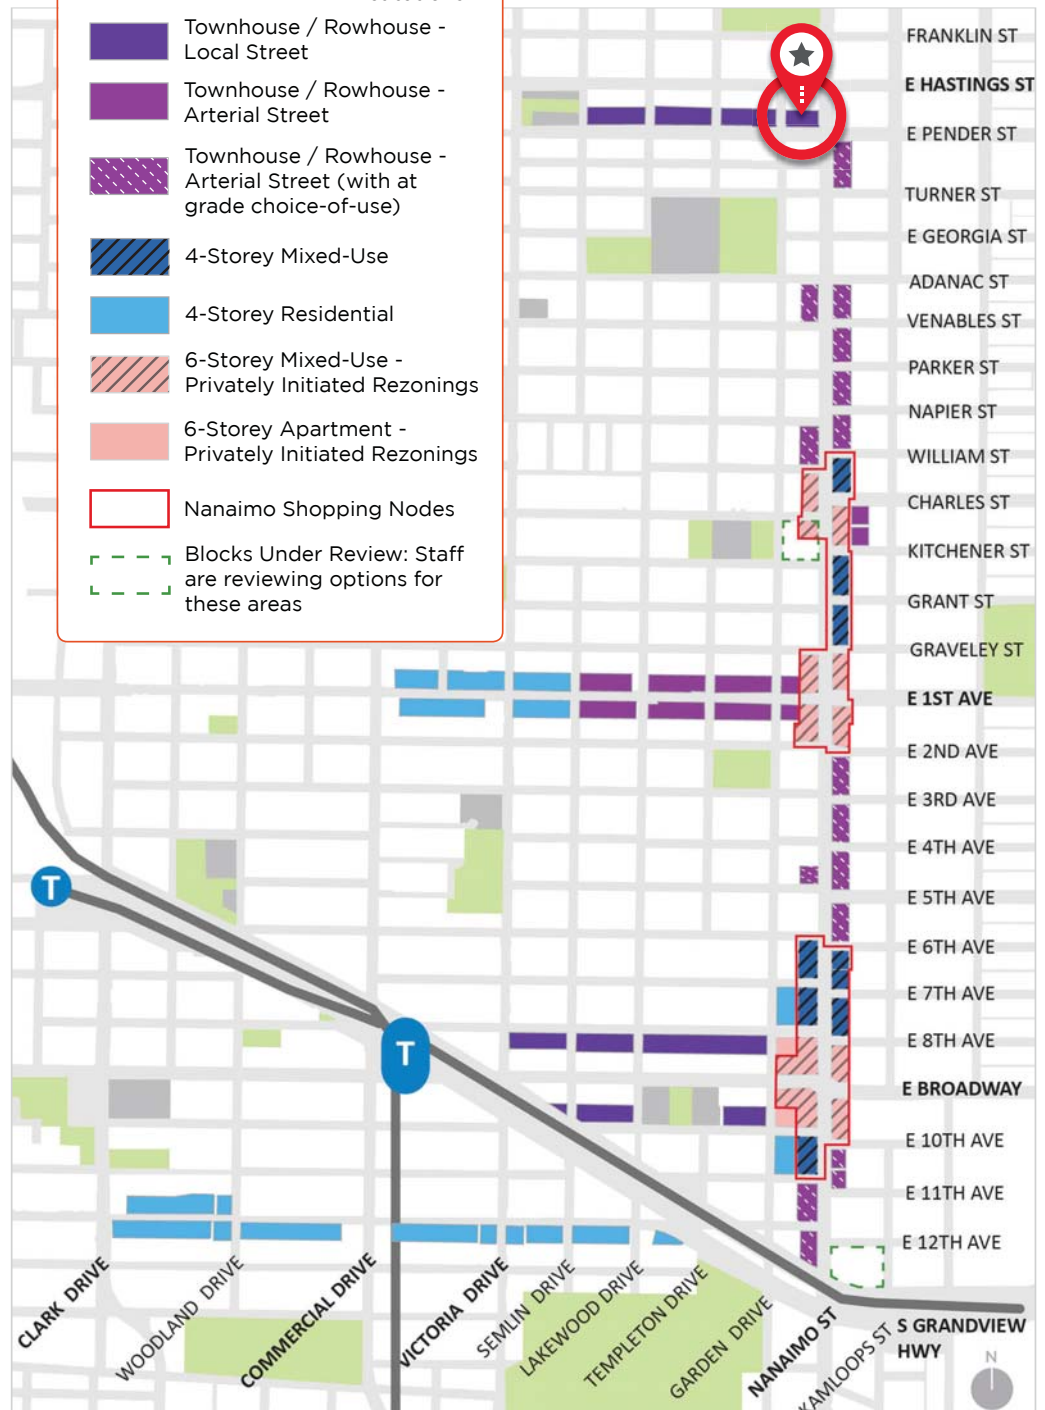 Townhouse / Rowhouse -
Local Street
Townhouse / Rowhouse -
Arterial Street
Townhouse / Rowhouse -
Arterial Street (with at
grade choice-of-use)
4-Storey Mixed-Use
4-Storey Residential
6-Storey Mixed-Use -
Privately Initiated Rezonings
6-Storey Apartment -
Privately Initiated Rezonings
Nanaimo Shopping Nodes
Blocks Under Review: Staff
are reviewing options for
these areas
FRANKLIN ST
E HASTINGS ST
E PENDER ST
TURNER ST
E GEORGIA ST
ADANAC ST
VENABLES ST
PARKER ST
NAPIER ST
WILLIAM ST
CHARLES ST
KITCHENER ST
GRANT ST
GRAVELEY ST
E 1ST AVE
E 2ND AVE
E 3RD AVE
E 4TH AVE
E 5TH AVE
E 6TH AVE
E 7TH AVE
E 8TH AVE
E BROADWAY
E 10TH AVE
E 11TH AVE
E 12TH AVE
T
T
CLARK DRIVE
WOODLAND DRIVE
COMMERCIAL DRIVE
VICTORIA DRIVE
SEMLIN DRIVE
LAKEWOOD DRIVE
TEMPLETON DRIVE
GARDEN DRIVE
NANAIMO ST
KAMLOOPS ST
S GRANDVIEW
HWY
N